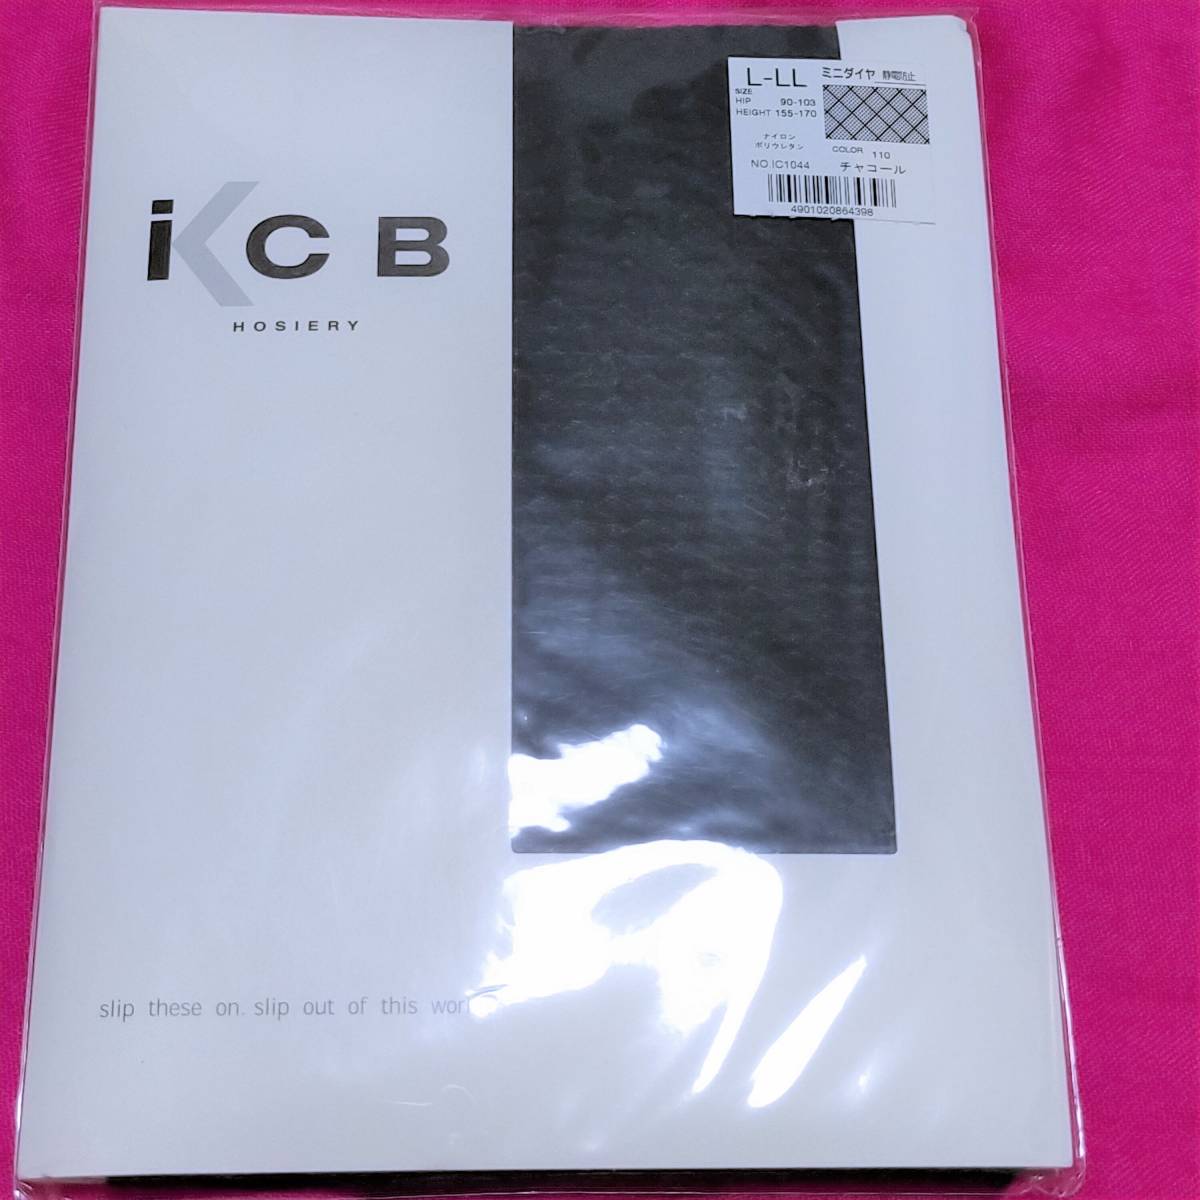 L-LL ミニダイヤ 静電防止
SIZE
HIP 90-103
HEIGHT 155-170
ナイロン
ポリウレタン
COLOR 110
NO.IC1044 チャコール
4901020864398
iCB
HOSIERY
slip these on. slip out of this